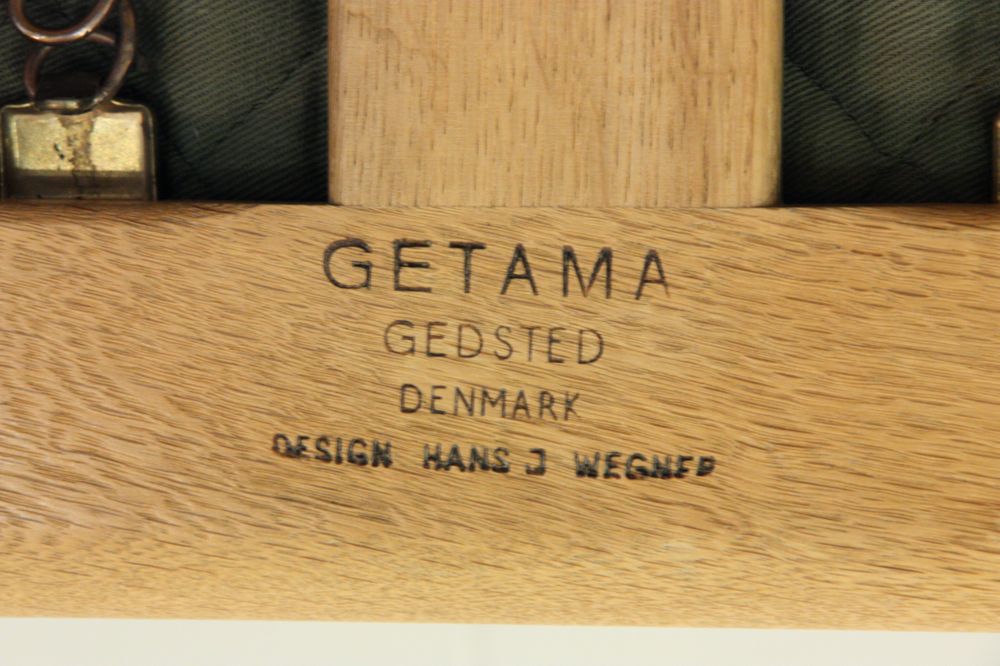 GETAMA
GEDSTED
DENMARK
DESIGN HANS J WEGNER